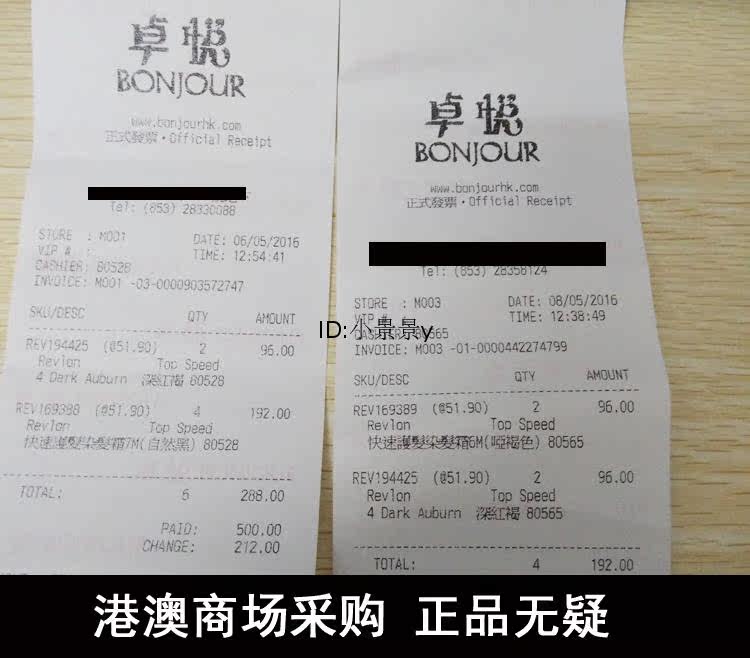 卓悦
BONJOUR
www.bonjourhk.com
正式發票·Official Receipt
Tel: (853) 28330088
STORE : M001 DATE: 06/05/2016
VIP # : TIME: 12:54:41
CASHIER: 80528
INVOICE: M001 -03-0000903572747
SKU/DESC QTY AMOUNT
REV194425 (@51.90) 2 96.00
Revlon Top Speed
4 Dark Auburn 深紅褐 80528
REV169388 (@51.90) 4 192.00
Revlon Top Speed
快速護髮染髮霜7M(自然黑) 80528
TOTAL: 6 288.00
PAID: 500.00
CHANGE: 212.00
卓悦
BONJOUR
www.bonjourhk.com
正式發票·Official Receipt
Tel: (853) 28358124
STORE : M003 DATE: 08/05/2016
VIP # TIME: 12:38:49
CASHIER: 80565
INVOICE: M003 -01-0000442274799
SKU/DESC QTY AMOUNT
REV169389 (@51.90) 2 96.00
Revlon Top Speed
快速護髮染髮霜6M(啞褐色) 80565
REV194425 (@51.90) 2 96.00
Revlon Top Speed
4 Dark Auburn 深紅褐 80565
TOTAL: 4 192.00
ID:小景景y
港澳商场采购 正品无疑